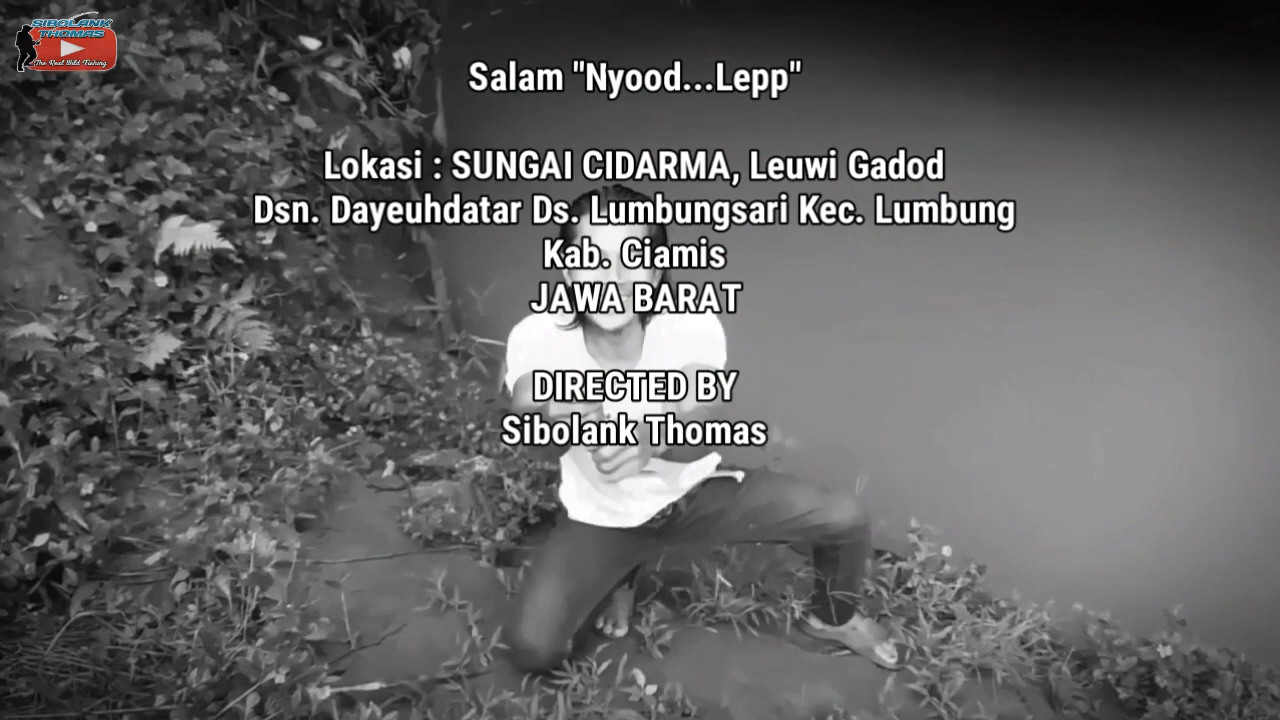 SIBOLANK
THOMAS
The Real Wild Fishing
Salam "Nyood...Lepp"
Lokasi : SUNGAI CIDARMA, Leuwi Gadod
Dsn. Dayeuhdatar Ds. Lumbungsari Kec. Lumbung
Kab. Ciamis
JAWA BARAT
DIRECTED BY
Sibolank Thomas